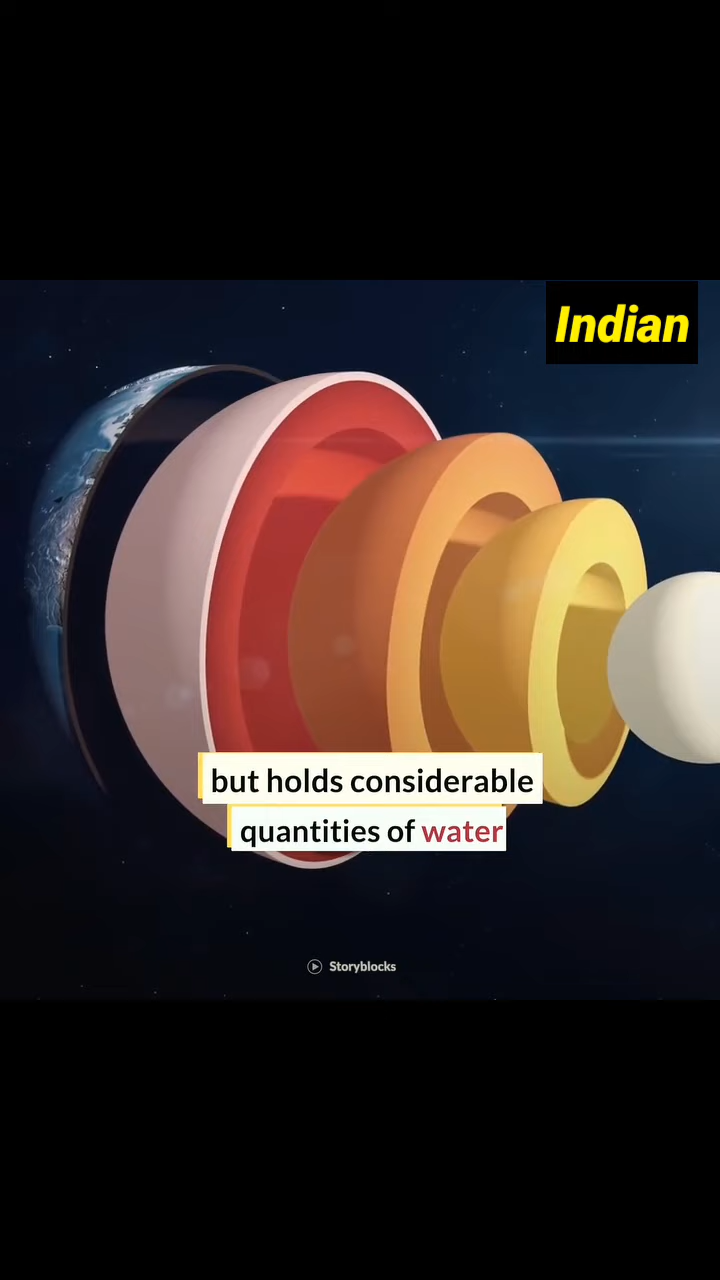 Indian
but holds considerable
quantities of water
Storyblocks